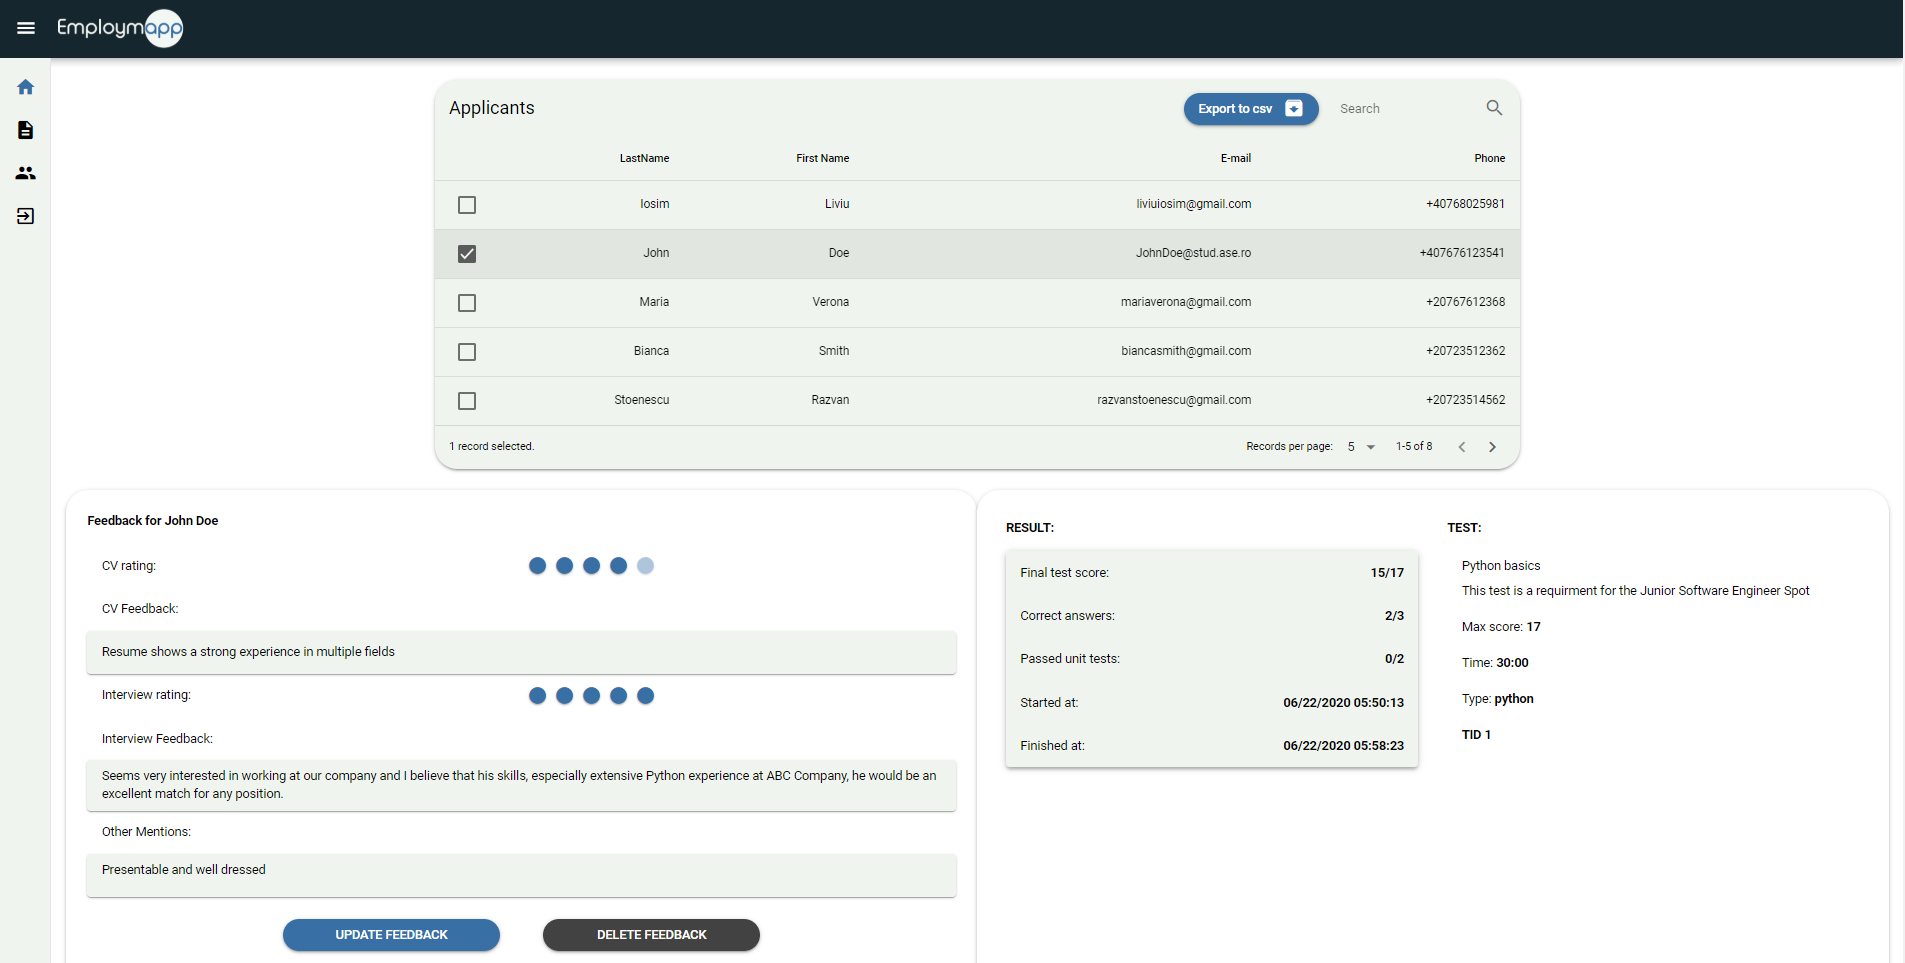 Employmapp
Applicants
Export to csv
Search
LastName First Name E-mail Phone
Iosim Liviu liviuiosim@gmail.com +40768025981
John Doe JohnDoe@stud.ase.ro +407676123541
Maria Verona mariaverona@gmail.com +20767612368
Bianca Smith biancasmith@gmail.com +20723512362
Stoenescu Razvan razvanstoenescu@gmail.com +20723514562
1 record selected.
Records per page: 5 1-5 of 8
Feedback for John Doe
CV rating:
CV Feedback:
Resume shows a strong experience in multiple fields
Interview rating:
Interview Feedback:
Seems very interested in working at our company and I believe that his skills, especially extensive Python experience at ABC Company, he would be an
excellent match for any position.
Other Mentions:
Presentable and well dressed
UPDATE FEEDBACK
DELETE FEEDBACK
RESULT:
Final test score: 15/17
Correct answers: 2/3
Passed unit tests: 0/2
Started at: 06/22/2020 05:50:13
Finished at: 06/22/2020 05:58:23
TEST:
Python basics
This test is a requirment for the Junior Software Engineer Spot
Max score: 17
Time: 30:00
Type: python
TID 1